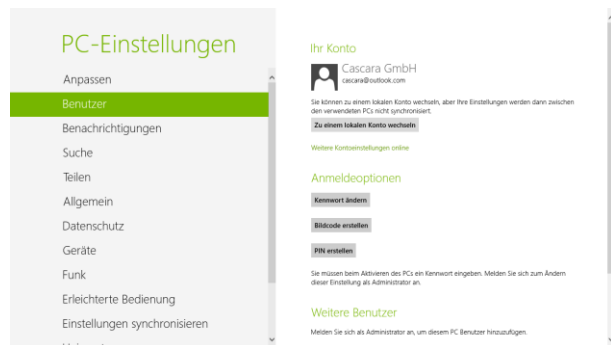 PC-Einstellungen
Anpassen
Benutzer
Benachrichtigungen
Suche
Teilen
Allgemein
Datenschutz
Geräte
Funk
Erleichterte Bedienung
Einstellungen synchronisieren
Ihr Konto
Cascara GmbH
cascara@outlook.com
Sie können zu einem lokalen Konto wechseln, aber Ihre Einstellungen werden dann zwischen
den verwendeten PCs nicht synchronisiert.
Zu einem lokalen Konto wechseln
Weitere Kontoeinstellungen online
Anmeldeoptionen
Kennwort ändern
Bildcode erstellen
PIN erstellen
Sie müssen beim Aktivieren des PCs ein Kennwort eingeben. Melden Sie sich zum Ändern
dieser Einstellung als Administrator an.
Weitere Benutzer
Melden Sie sich als Administrator an, um diesem PC Benutzer hinzuzufügen.